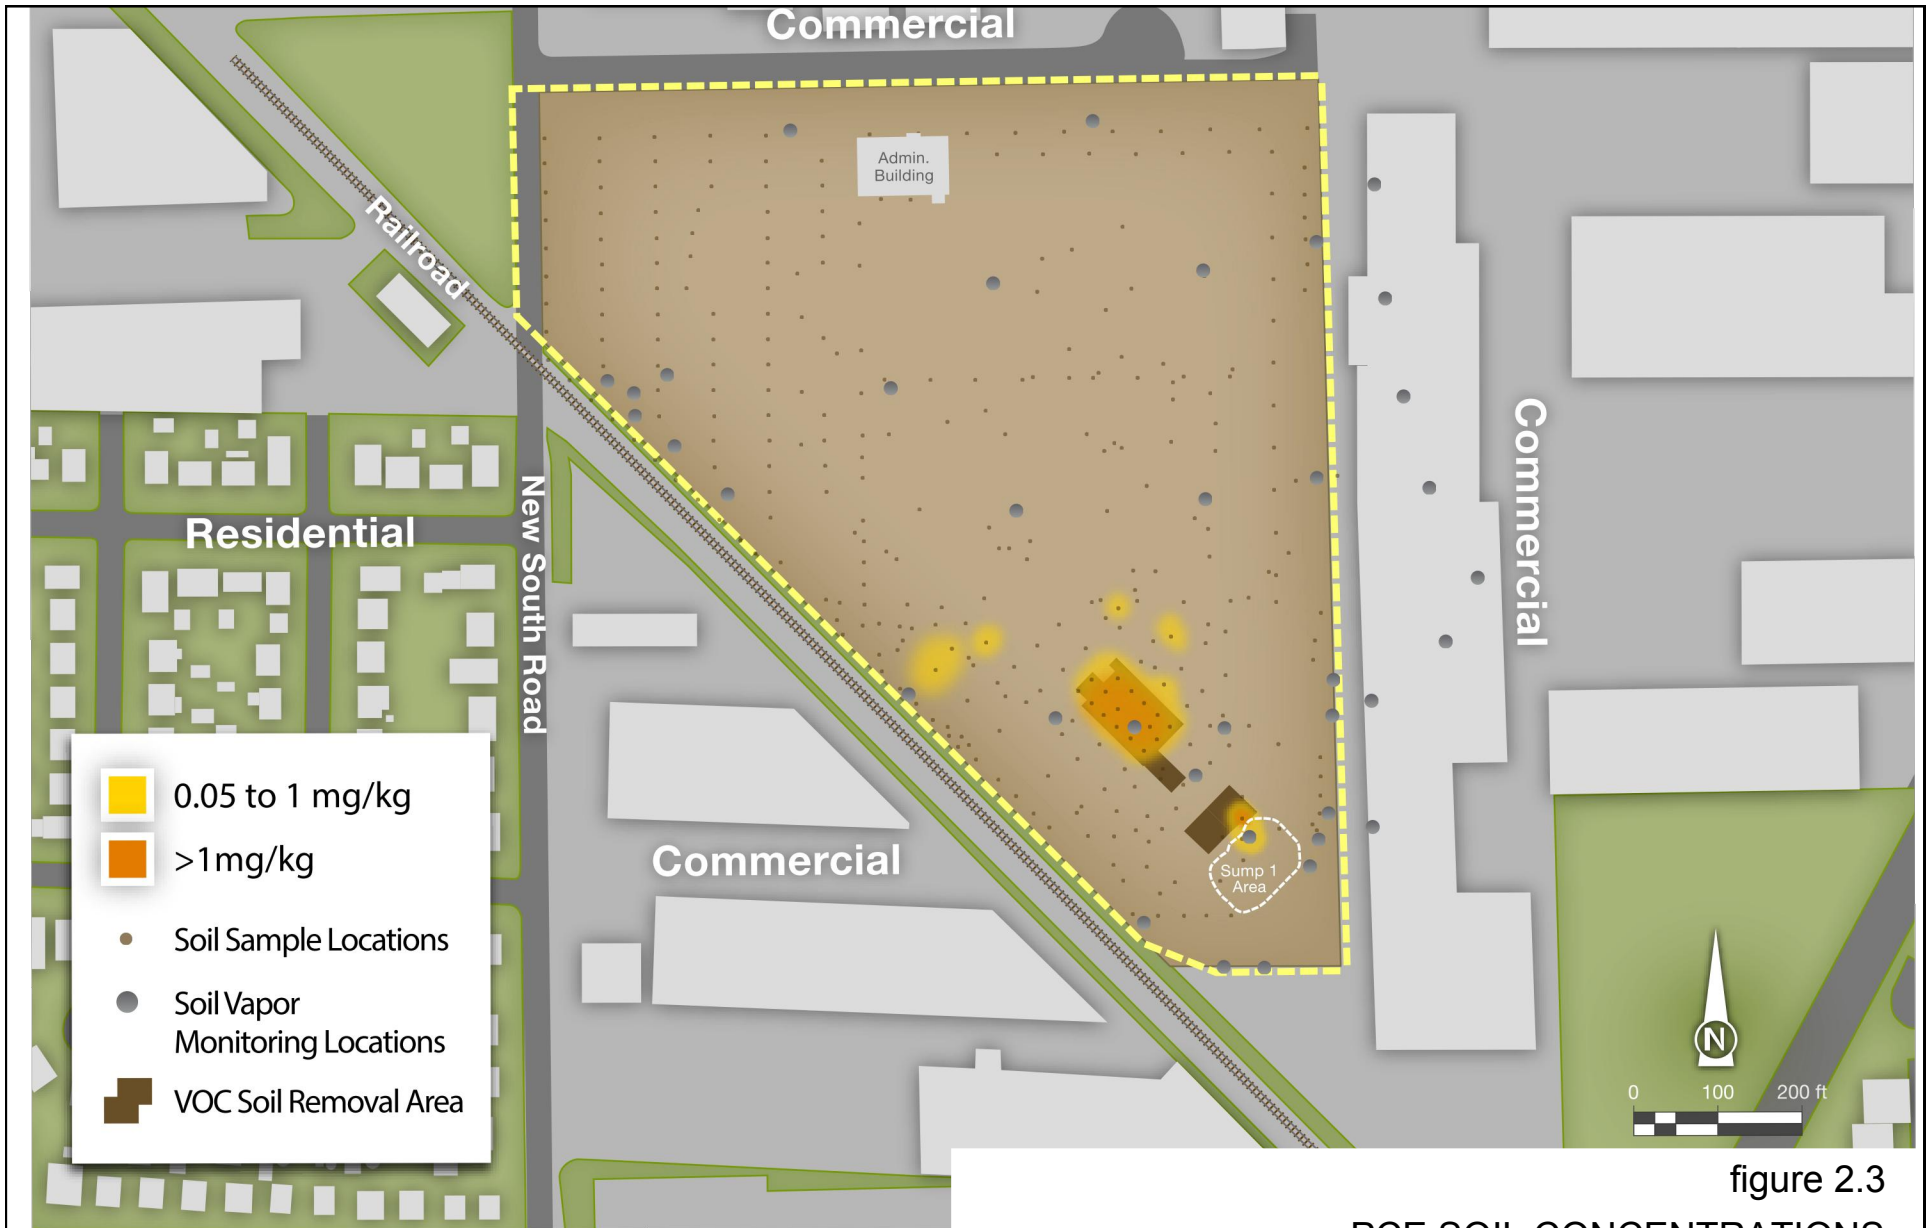 Commercial
Admin.
Building
Railroad
Residential
New South Road
Commercial
Commercial
Sump 1
Area
0.05 to 1 mg/kg
>1mg/kg
Soil Sample Locations
Soil Vapor
Monitoring Locations
VOC Soil Removal Area
N
0 100 200 ft
figure 2.3
SOIL CONCENTRATIONS